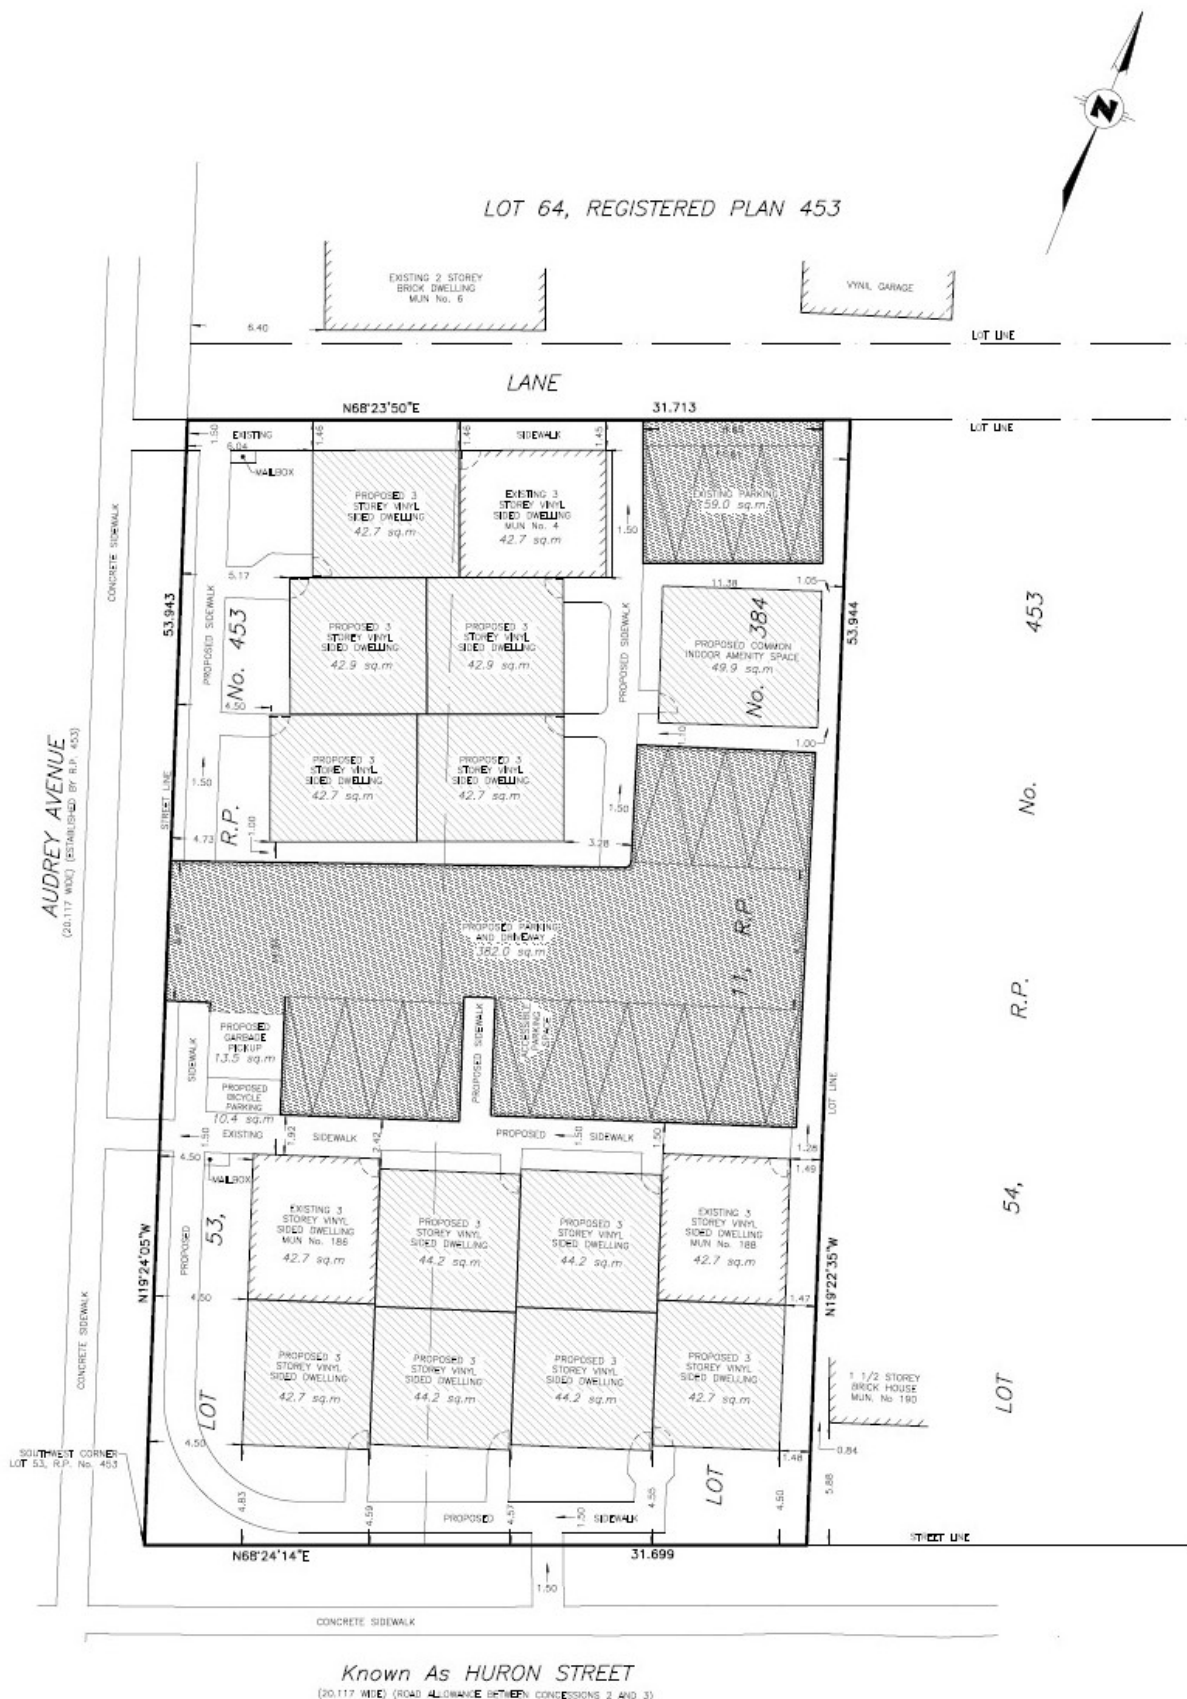 N
LOT 64, REGISTERED PLAN 453
EXISTING 2 STOREY
BRICK DWELLING
MUN No. 6
VYNIL GARAGE
6.40
LOT LINE
LANE
N68°23'50"E
31.713
LOT LINE
1.50
EXISTING
1.46
1.46
SIDEWALK
1.45
6.04
MAILBOX
PROPOSED 3
STOREY VINYL
SIDED DWELLING
42.7 sq.m
EXISTING 3
STOREY VINYL
SIDED DWELLING
MUN No. 4
42.7 sq.m
EXISTING PARKING
159.0 sq.m
1.50
CONCRETE SIDEWALK
5.17
11.38
1.05
53.943
PROPOSED SIDEWALK
No. 453
PROPOSED 3
STOREY VINYL
SIDED DWELLING
42.9 sq.m
PROPOSED 3
STOREY VINYL
SIDED DWELLING
42.9 sq.m
PROPOSED SIDEWALK
PROPOSED COMMON
INDOOR AMENITY SPACE
49.9 sq.m
No. 384
53.944
453
4.50
1.10
1.00
AUDREY AVENUE
(20.117 WIDE) (ESTABLISHED BY R.P. 453)
STREET LINE
1.50
PROPOSED 3
STOREY VINYL
SIDED DWELLING
42.7 sq.m
PROPOSED 3
STOREY VINYL
SIDED DWELLING
42.7 sq.m
1.50
No.
R.P.
1.00
4.73
3.28
PROPOSED PARKING
AND DRIVEWAY
382.0 sq.m
11, R.P.
R.P.
PROPOSED
GARBAGE
PICKUP
13.5 sq.m
SIDEWALK
PROPOSED
BICYCLE
PARKING
10.4 sq.m
PROPOSED SIDEWALK
ACCESSIBLE
PARKING
SPACE
LOT LINE
1.50
EXISTING
1.92
SIDEWALK
2.42
PROPOSED
1.50
SIDEWALK
1.50
1.28
4.50
MAILBOX
1.49
53,
54,
EXISTING 3
STOREY VINYL
SIDED DWELLING
MUN No. 186
42.7 sq.m
PROPOSED 3
STOREY VINYL
SIDED DWELLING
44.2 sq.m
PROPOSED 3
STOREY VINYL
SIDED DWELLING
44.2 sq.m
EXISTING 3
STOREY VINYL
SIDED DWELLING
MUN No. 188
42.7 sq.m
N19°24'05"W
PROPOSED
N19°22'35"W
4.50
1.47
CONCRETE SIDEWALK
PROPOSED 3
STOREY VINYL
SIDED DWELLING
42.7 sq.m
PROPOSED 3
STOREY VINYL
SIDED DWELLING
44.2 sq.m
PROPOSED 3
STOREY VINYL
SIDED DWELLING
44.2 sq.m
PROPOSED 3
STOREY VINYL
SIDED DWELLING
42.7 sq.m
1 1/2 STOREY
BRICK HOUSE
MUN. No 190
LOT
LOT
LOT
4.50
1.48
0.84
SOUTHWEST CORNER
LOT 53, R.P. No. 453
4.83
4.59
4.57
4.55
4.50
5.88
PROPOSED
1.50
SIDEWALK
STREET LINE
N68°24'14"E
31.699
1.50
CONCRETE SIDEWALK
Known As HURON STREET
(20.117 WIDE) (ROAD ALLOWANCE BETWEEN CONCESSIONS 2 AND 3)